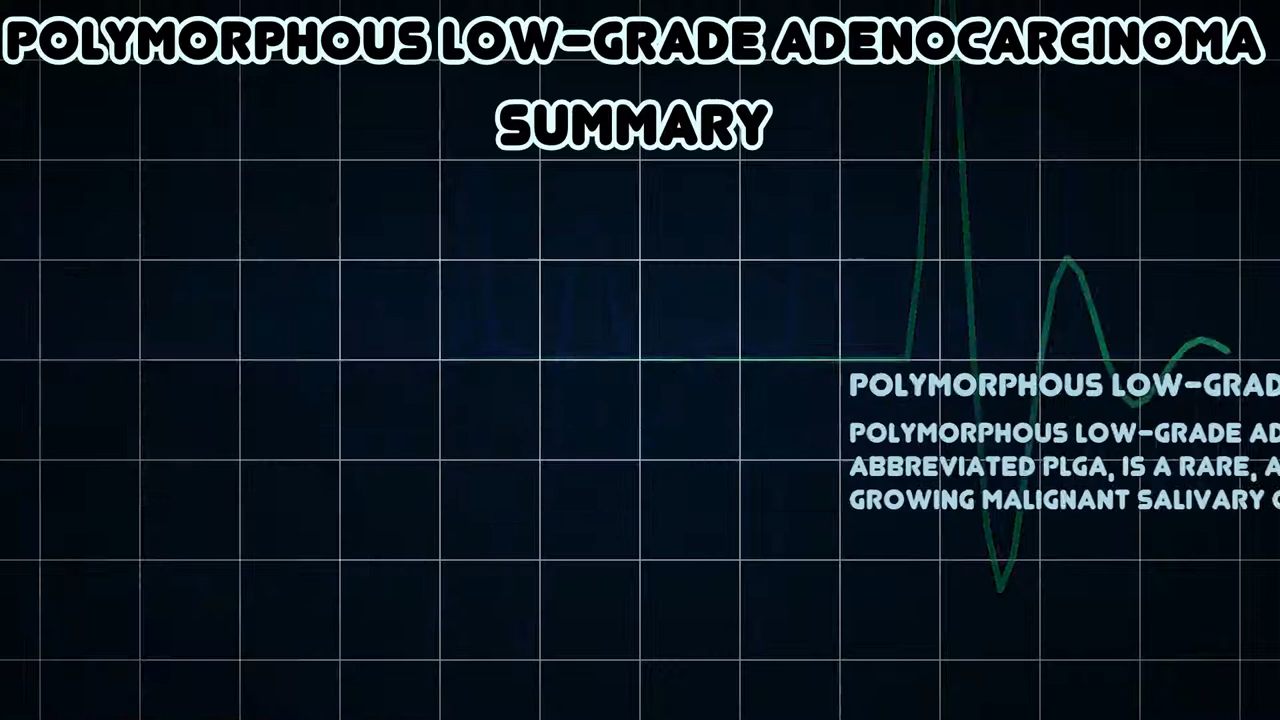 POLYMORPHOUS LOW-GRADE ADENOCARCINOMA
SUMMARY
POLYMORPHOUS LOW-GRAD
POLYMORPHOUS LOW-GRADE AD
ABBREVIATED PLGA, IS A RARE, A
GROWING MALIGNANT SALIVARY